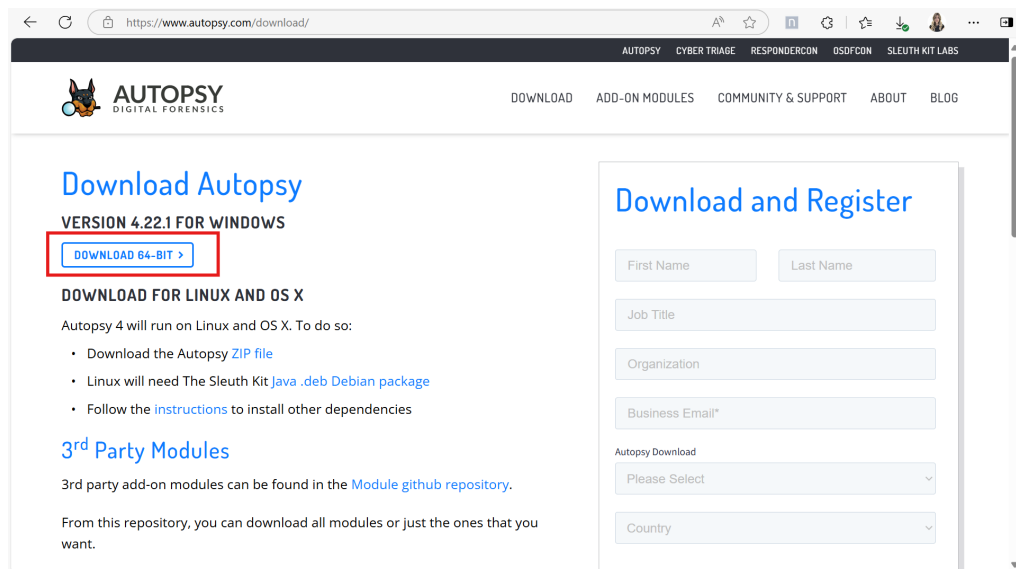 https://www.autopsy.com/download/
AUTOPSY CYBER TRIAGE RESPONDERCON OSDFCON SLEUTH KIT LABS
AUTOPSY
DIGITAL FORENSICS
DOWNLOAD ADD-ON MODULES COMMUNITY & SUPPORT ABOUT BLOG
Download Autopsy
VERSION 4.22.1 FOR WINDOWS
DOWNLOAD 64-BIT >
DOWNLOAD FOR LINUX AND OS X
Autopsy 4 will run on Linux and OS X. To do so:
• Download the Autopsy ZIP file
• Linux will need The Sleuth Kit Java .deb Debian package
• Follow the instructions to install other dependencies
3rd Party Modules
3rd party add-on modules can be found in the Module github repository.
From this repository, you can download all modules or just the ones that you
want.
Download and Register
First Name Last Name
Job Title
Organization
Business Email*
Autopsy Download
Please Select
Country